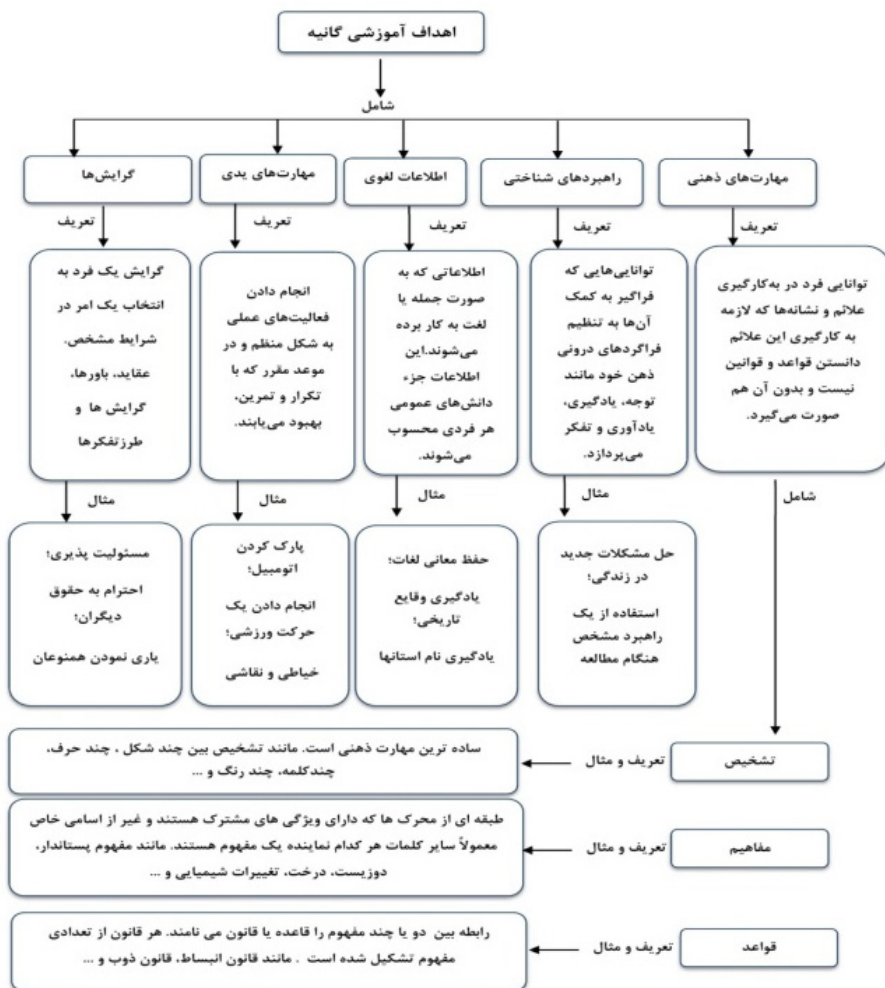 اهداف آموزشی گانیه
شامل
مهارت‌های ذهنی
راهبردهای شناختی
اطلاعات لغوی
مهارت‌های یدی
گرایش‌ها
تعریف
تعریف
تعریف
تعریف
تعریف
توانایی فرد در به‌کارگیری
علائم و نشانه‌ها که لازمه
به کارگیری این علائم
دانستن قواعد و قوانین
نیست و بدون آن هم
صورت می‌گیرد.
توانایی‌هایی که
فراگیر به کمک
آن‌ها به تنظیم
فراگردهای درونی
ذهن خود مانند
توجه، یادگیری،
یادآوری و تفکر
می‌پردازد.
اطلاعاتی که به
صورت جمله یا
لغت به کار برده
می‌شوند.این
اطلاعات جزء
دانش‌های عمومی
هر فردی محسوب
می‌شوند.
انجام دادن
فعالیت‌های عملی
به شکل منظم و در
موعد مقرر که با
تکرار و تمرین،
بهبود می‌یابند.
گرایش یک فرد به
انتخاب یک امر در
شرایط مشخص.
عقاید، باورها،
گرایش ها و
طرزتفکرها
شامل
مثال
مثال
مثال
مثال
حل مشکلات جدید
در زندگی؛
استفاده از یک
راهبرد مشخص
هنگام مطالعه
حفظ معانی لغات؛
یادگیری وقایع
تاریخی؛
یادگیری نام استانها
پارک کردن
اتومبیل؛
انجام دادن یک
حرکت ورزشی؛
خیاطی و نقاشی
مسئولیت پذیری؛
احترام به حقوق
دیگران؛
یاری نمودن همنوعان
تشخیص
تعریف و مثال
ساده ترین مهارت ذهنی است. مانند تشخیص بین چند شکل ، چند حرف،
چندکلمه، چند رنگ و ...
مفاهیم
تعریف و مثال
طبقه ای از محرک ها که دارای ویژگی های مشترک هستند و غیر از اسامی خاص
معمولاً سایر کلمات هر کدام نماینده یک مفهوم هستند. مانند مفهوم پستاندار،
دوزیست، درخت، تغییرات شیمیایی و ...
قواعد
تعریف و مثال
رابطه بین دو یا چند مفهوم را قاعده یا قانون می نامند. هر قانون از تعدادی
مفهوم تشکیل شده است . مانند قانون انبساط، قانون ذوب و ...